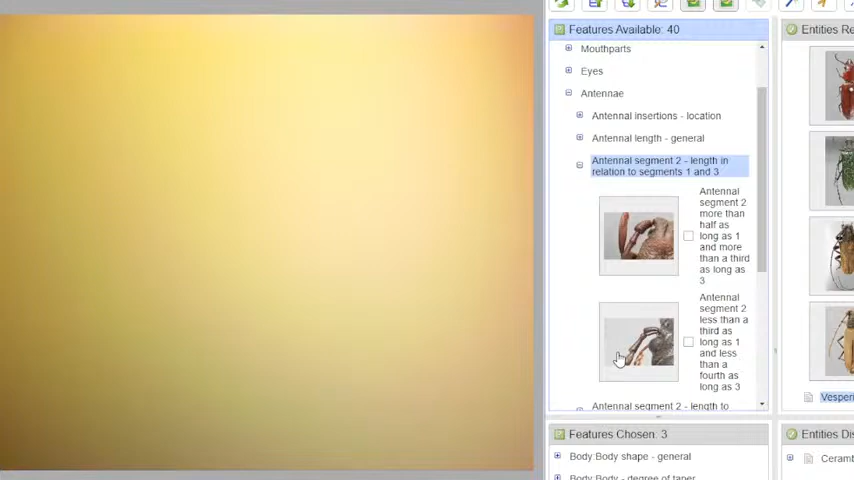 Features Available: 40
Entities Re
Mouthparts
Eyes
Antennae
Antennal insertions - location
Antennal length - general
Antennal segment 2 - length in
relation to segments 1 and 3
Antennal
segment 2
more than
half as
long as 1
and more
than a third
as long as
3
Antennal
segment 2
less than a
third as
long as 1
and less
than a
fourth as
long as 3
Antennal segment 2 - length to
Vesperi
Features Chosen: 3
Entities Dis
Body:Body shape - general
Ceramb
Body:Body - degree of taper